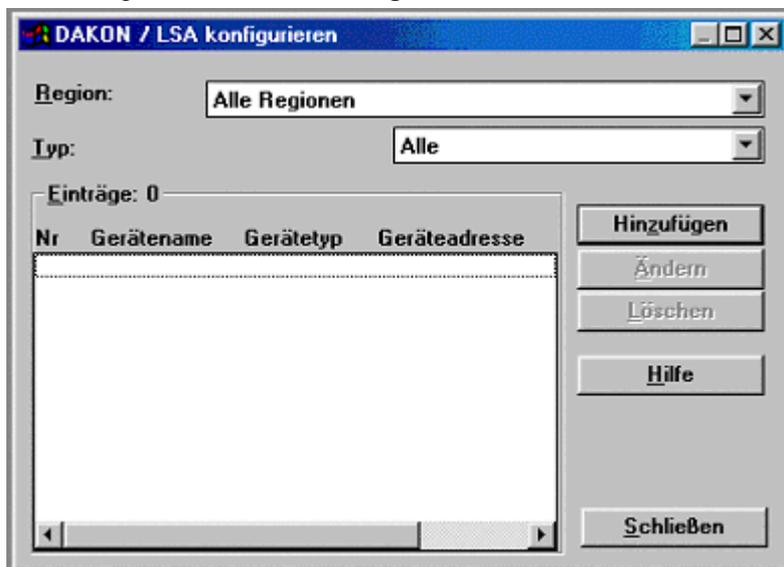 DAKON / LSA konfigurieren
Region: Alle Regionen
Typ: Alle
Einträge: 0
Nr Gerätename Gerätetyp Geräteadresse
Hinzufügen
Ändern
Löschen
Hilfe
Schließen